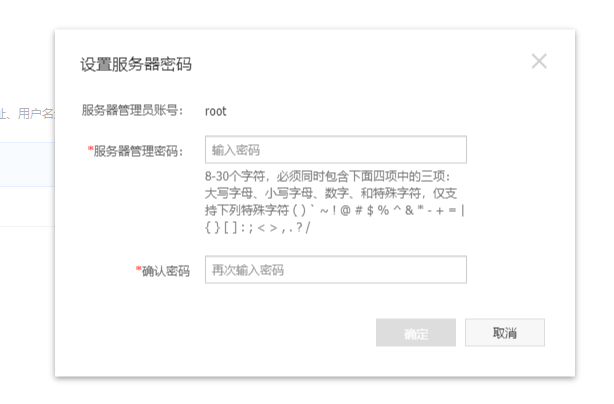 设置服务器密码
址、用户名
服务器管理员账号： root
*服务器管理密码： 输入密码
8-30个字符，必须同时包含下面四项中的三项：
大写字母、小写字母、数字、和特殊字符，仅支
持下列特殊字符 ( ) ` ~ ! @ # $ % ^ & * - + = |
{ } [ ] : ; < > , . ? /
*确认密码 再次输入密码
确定 取消